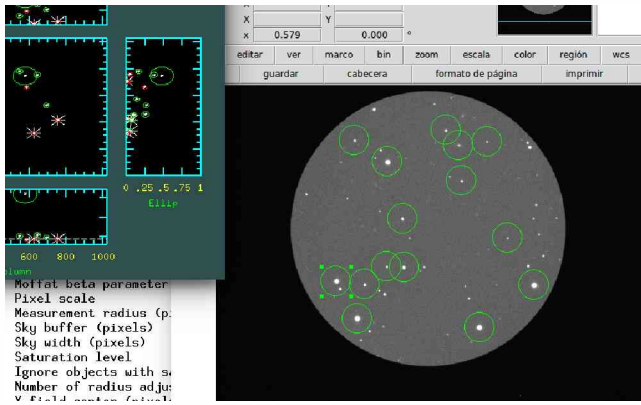 X Y
x 0.579 0.000 °
editar ver marco bin zoom escala color región wcs
guardar cabecera formato de página imprimir
0 .25 .5 .75 1
Ellip
600 800 1000
Moffat beta parameter
Pixel scale
Measurement radius
Sky buffer (pixels)
Sky width (pixels)
Saturation level
Ignore objects with
Number of radius